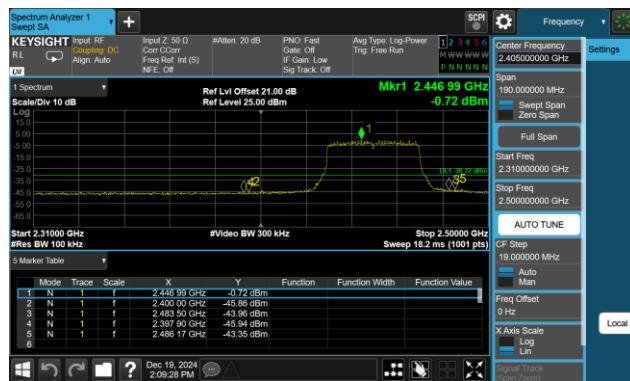 Spectrum Analyzer 1
Swept SA
+
SCPI
Frequency
KEYSIGHT
RL
LXI
Input: RF
Coupling: DC
Align: Auto
Input Z: 50 Ω
Corr CCorr
Freq Ref: Int (S)
NFE: Off
#Atten: 20 dB
PNO: Fast
Gate: Off
IF Gain: Low
Sig Track: Off
Avg Type: Log-Power
Trig: Free Run
1 2 3 4 5 6
M W W W W W
P N N N N N
Center Frequency
2.405000000 GHz
Settings
Span
190.000000 MHz
Swept Span
Zero Span
Full Span
Start Freq
2.310000000 GHz
Stop Freq
2.500000000 GHz
AUTO TUNE
CF Step
19.000000 MHz
Auto
Man
Freq Offset
0 Hz
X Axis Scale
Log
Lin
Signal Track
(Span Zoom)
Local
1 Spectrum
Scale/Div 10 dB
Log
Ref Lvl Offset 21.00 dB
Ref Level 25.00 dBm
Mkr1 2.446 99 GHz
-0.72 dBm
15.0
5.00
-5.00
-15.0
-25.0
-35.0
-45.0
-55.0
-65.0
1
DL1 -30.72 dBm
Start 2.31000 GHz
#Res BW 100 kHz
#Video BW 300 kHz
Stop 2.50000 GHz
Sweep 18.2 ms (1001 pts)
5 Marker Table
Mode Trace Scale X Y Function Function Width Function Value
1 N 1 f 2.446 99 GHz -0.72 dBm
2 N 1 f 2.400 00 GHz -45.86 dBm
3 N 1 f 2.483 50 GHz -43.96 dBm
4 N 1 f 2.397 90 GHz -45.94 dBm
5 N 1 f 2.486 17 GHz -43.35 dBm
6
?
Dec 19, 2024
2:09:28 PM